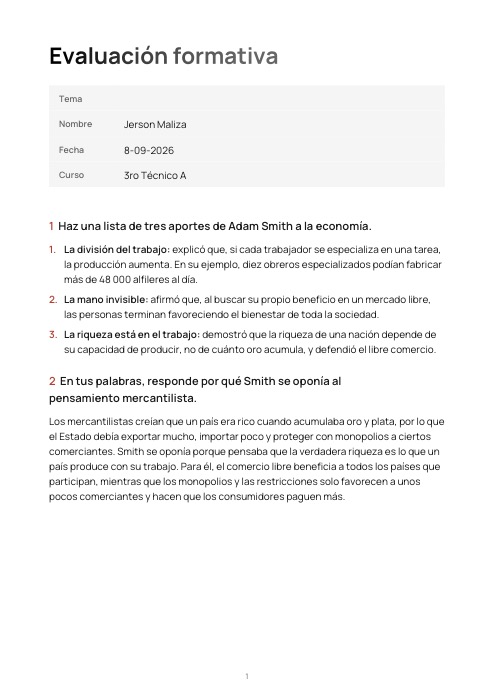 Evaluación formativa
Tema
Nombre Jerson Maliza
Fecha 8-09-2026
Curso 3ro Técnico A
1 Haz una lista de tres aportes de Adam Smith a la economía.
1. La división del trabajo: explicó que, si cada trabajador se especializa en una tarea,
la producción aumenta. En su ejemplo, diez obreros especializados podían fabricar
más de 48 000 alfileres al día.
2. La mano invisible: afirmó que, al buscar su propio beneficio en un mercado libre,
las personas terminan favoreciendo el bienestar de toda la sociedad.
3. La riqueza está en el trabajo: demostró que la riqueza de una nación depende de
su capacidad de producir, no de cuánto oro acumula, y defendió el libre comercio.
2 En tus palabras, responde por qué Smith se oponía al
pensamiento mercantilista.
Los mercantilistas creían que un país era rico cuando acumulaba oro y plata, por lo que
el Estado debía exportar mucho, importar poco y proteger con monopolios a ciertos
comerciantes. Smith se oponía porque pensaba que la verdadera riqueza es lo que un
país produce con su trabajo. Para él, el comercio libre beneficia a todos los países que
participan, mientras que los monopolios y las restricciones solo favorecen a unos
pocos comerciantes y hacen que los consumidores paguen más.
1